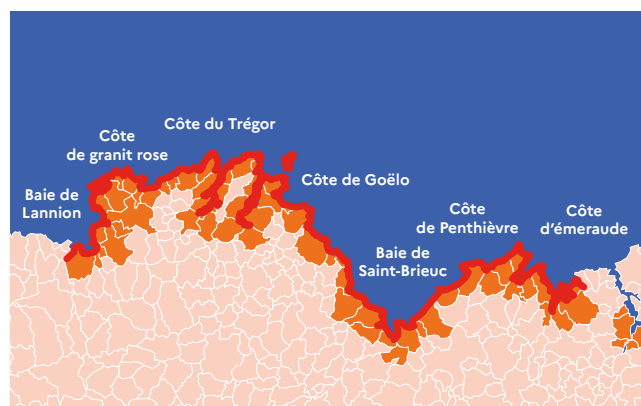 Côte du Trégor
Côte
de granit rose
Baie de
Lannion
Côte de Goëlo
Baie de
Saint-Brieuc
Côte
de Penthièvre
Côte
d'émeraude